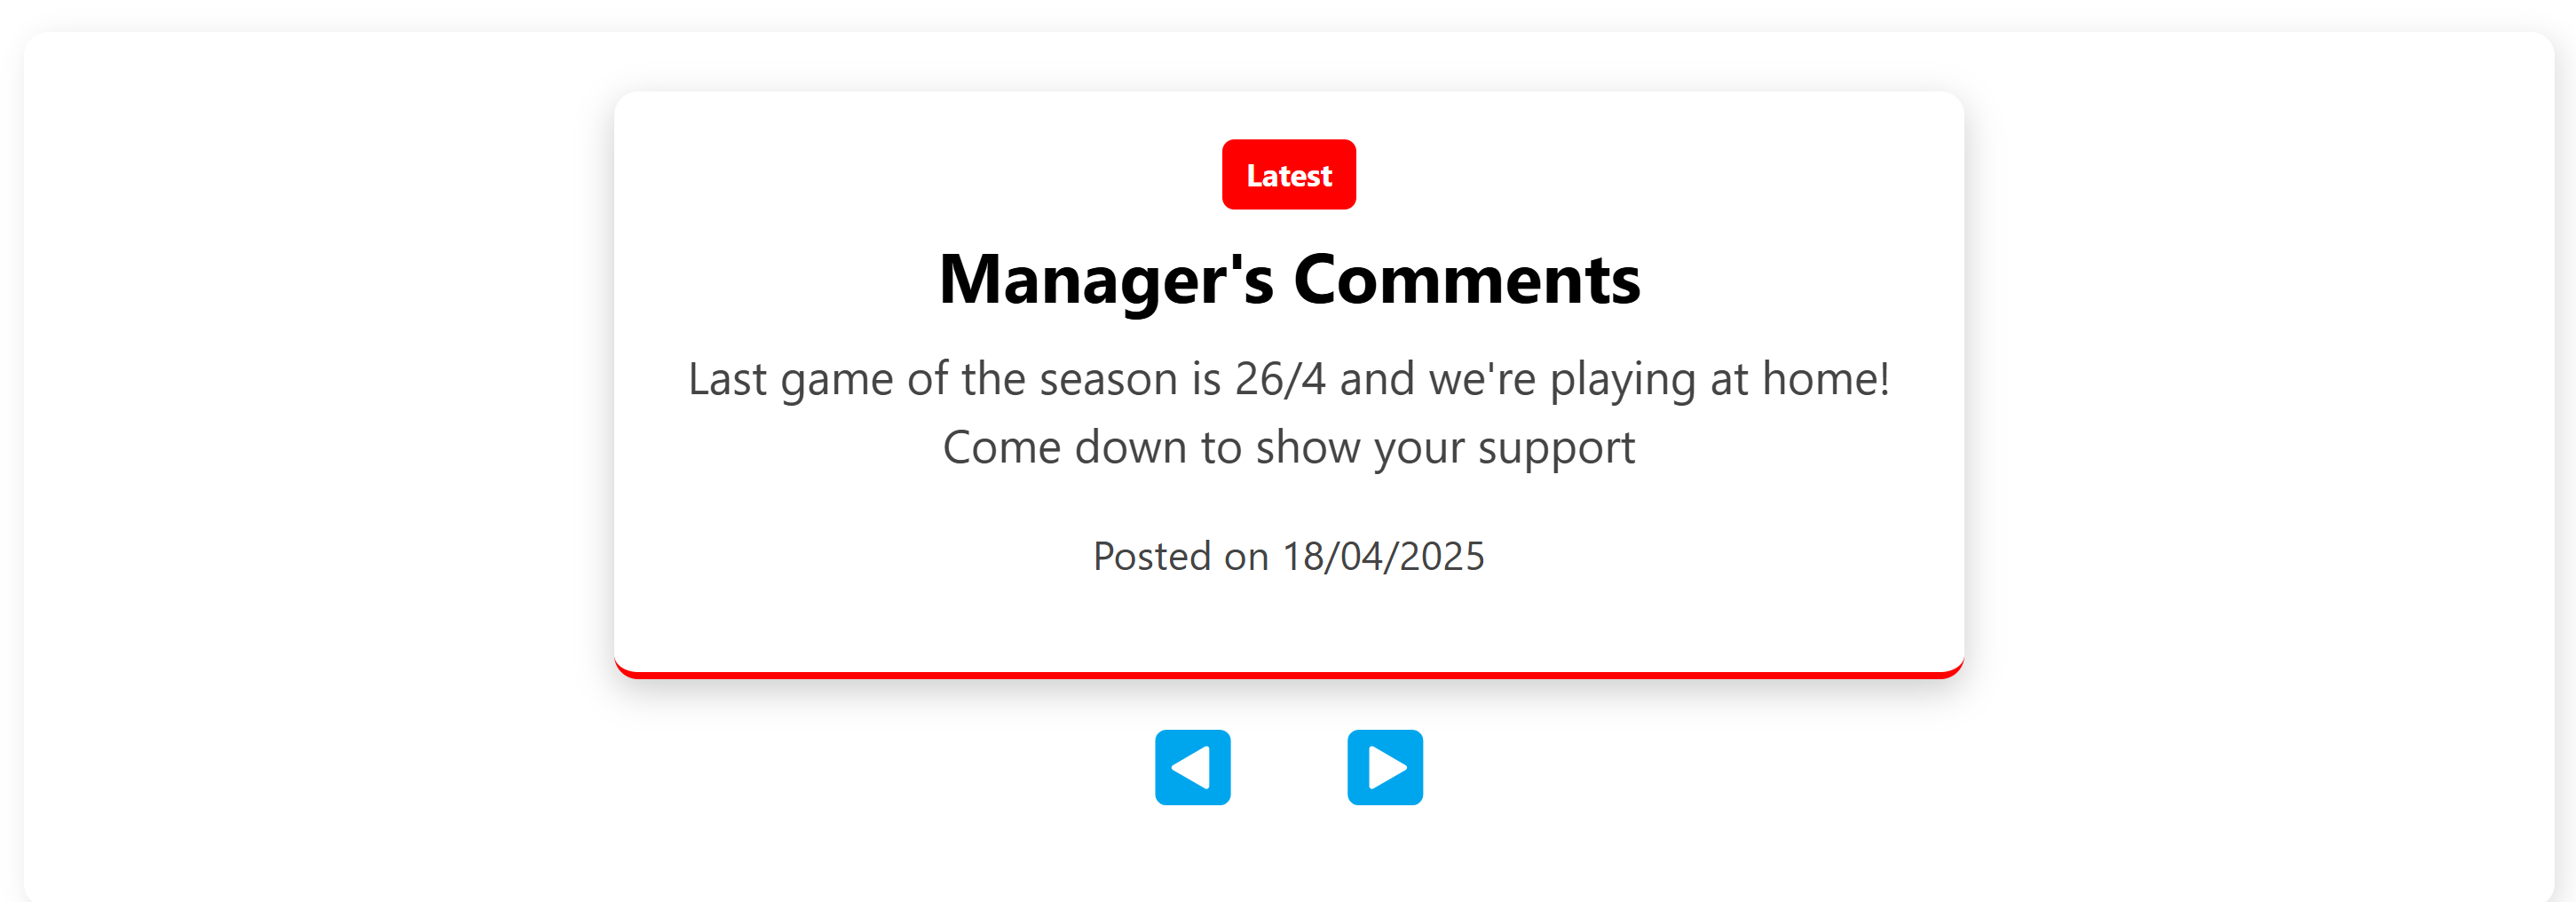 Latest
Manager's Comments
Last game of the season is 26/4 and we're playing at home!
Come down to show your support
Posted on 18/04/2025